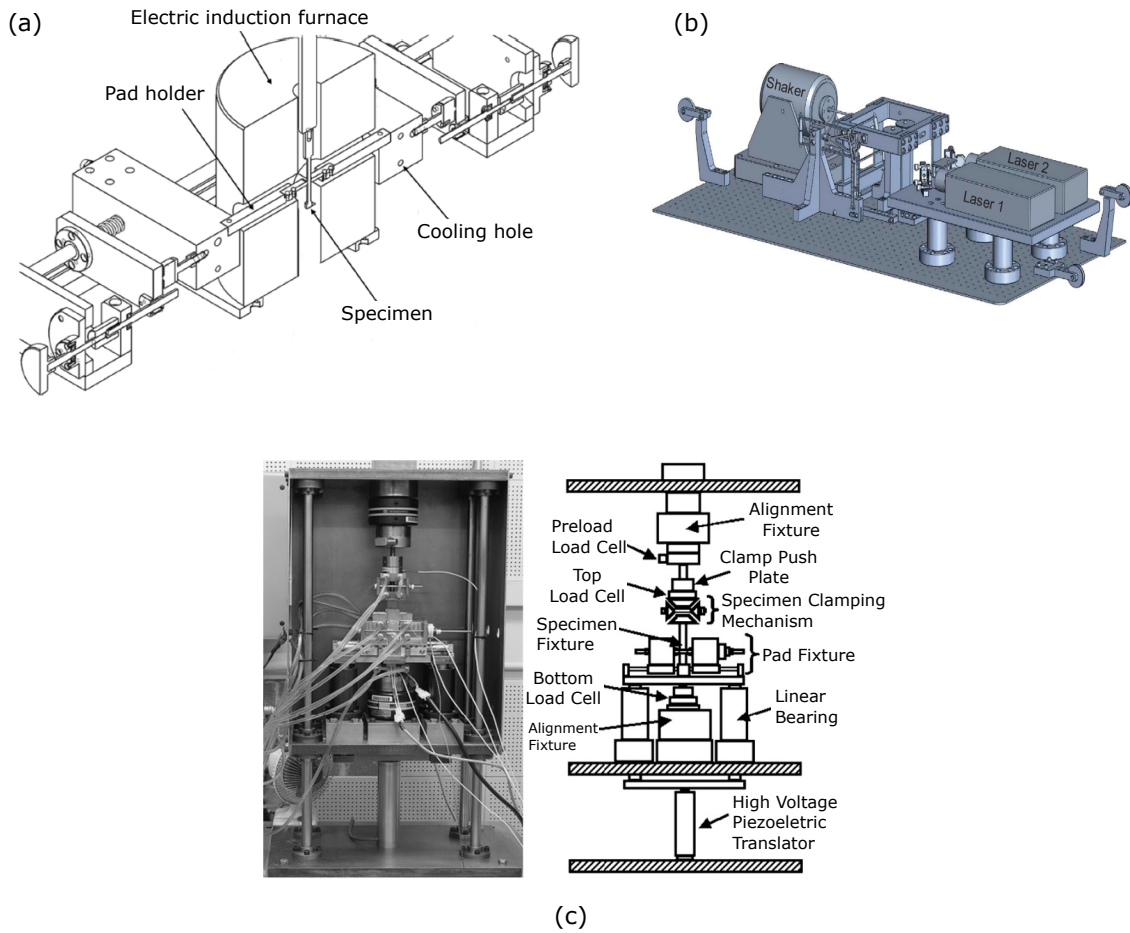 (a)
Electric induction furnace
Pad holder
Cooling hole
Specimen
(b)
Shaker
Laser 2
Laser 1
Alignment
Fixture
Preload
Load Cell
Clamp Push
Plate
Top
Load Cell
Specimen Clamping
Mechanism
Specimen
Fixture
Pad Fixture
Bottom
Load Cell
Linear
Bearing
Alignment
Fixture
High Voltage
Piezoeletric
Translator
(c)